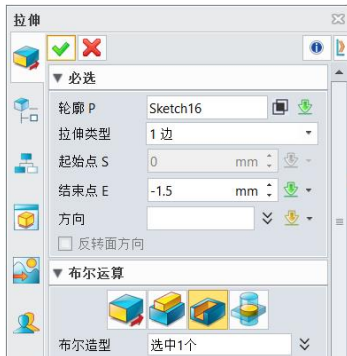 拉伸
▼ 必选
轮廓 P Sketch16
拉伸类型 1 边
起始点 S 0 mm
结束点 E -1.5 mm
方向
反转面方向
▼ 布尔运算
布尔造型 选中1个